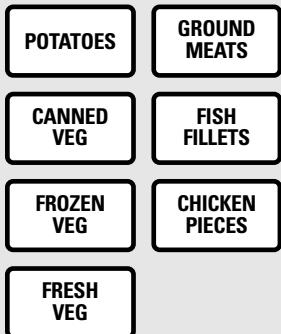 POTATOES
GROUND
MEATS
CANNED
VEG
FISH
FILLETS
FROZEN
VEG
CHICKEN
PIECES
FRESH
VEG